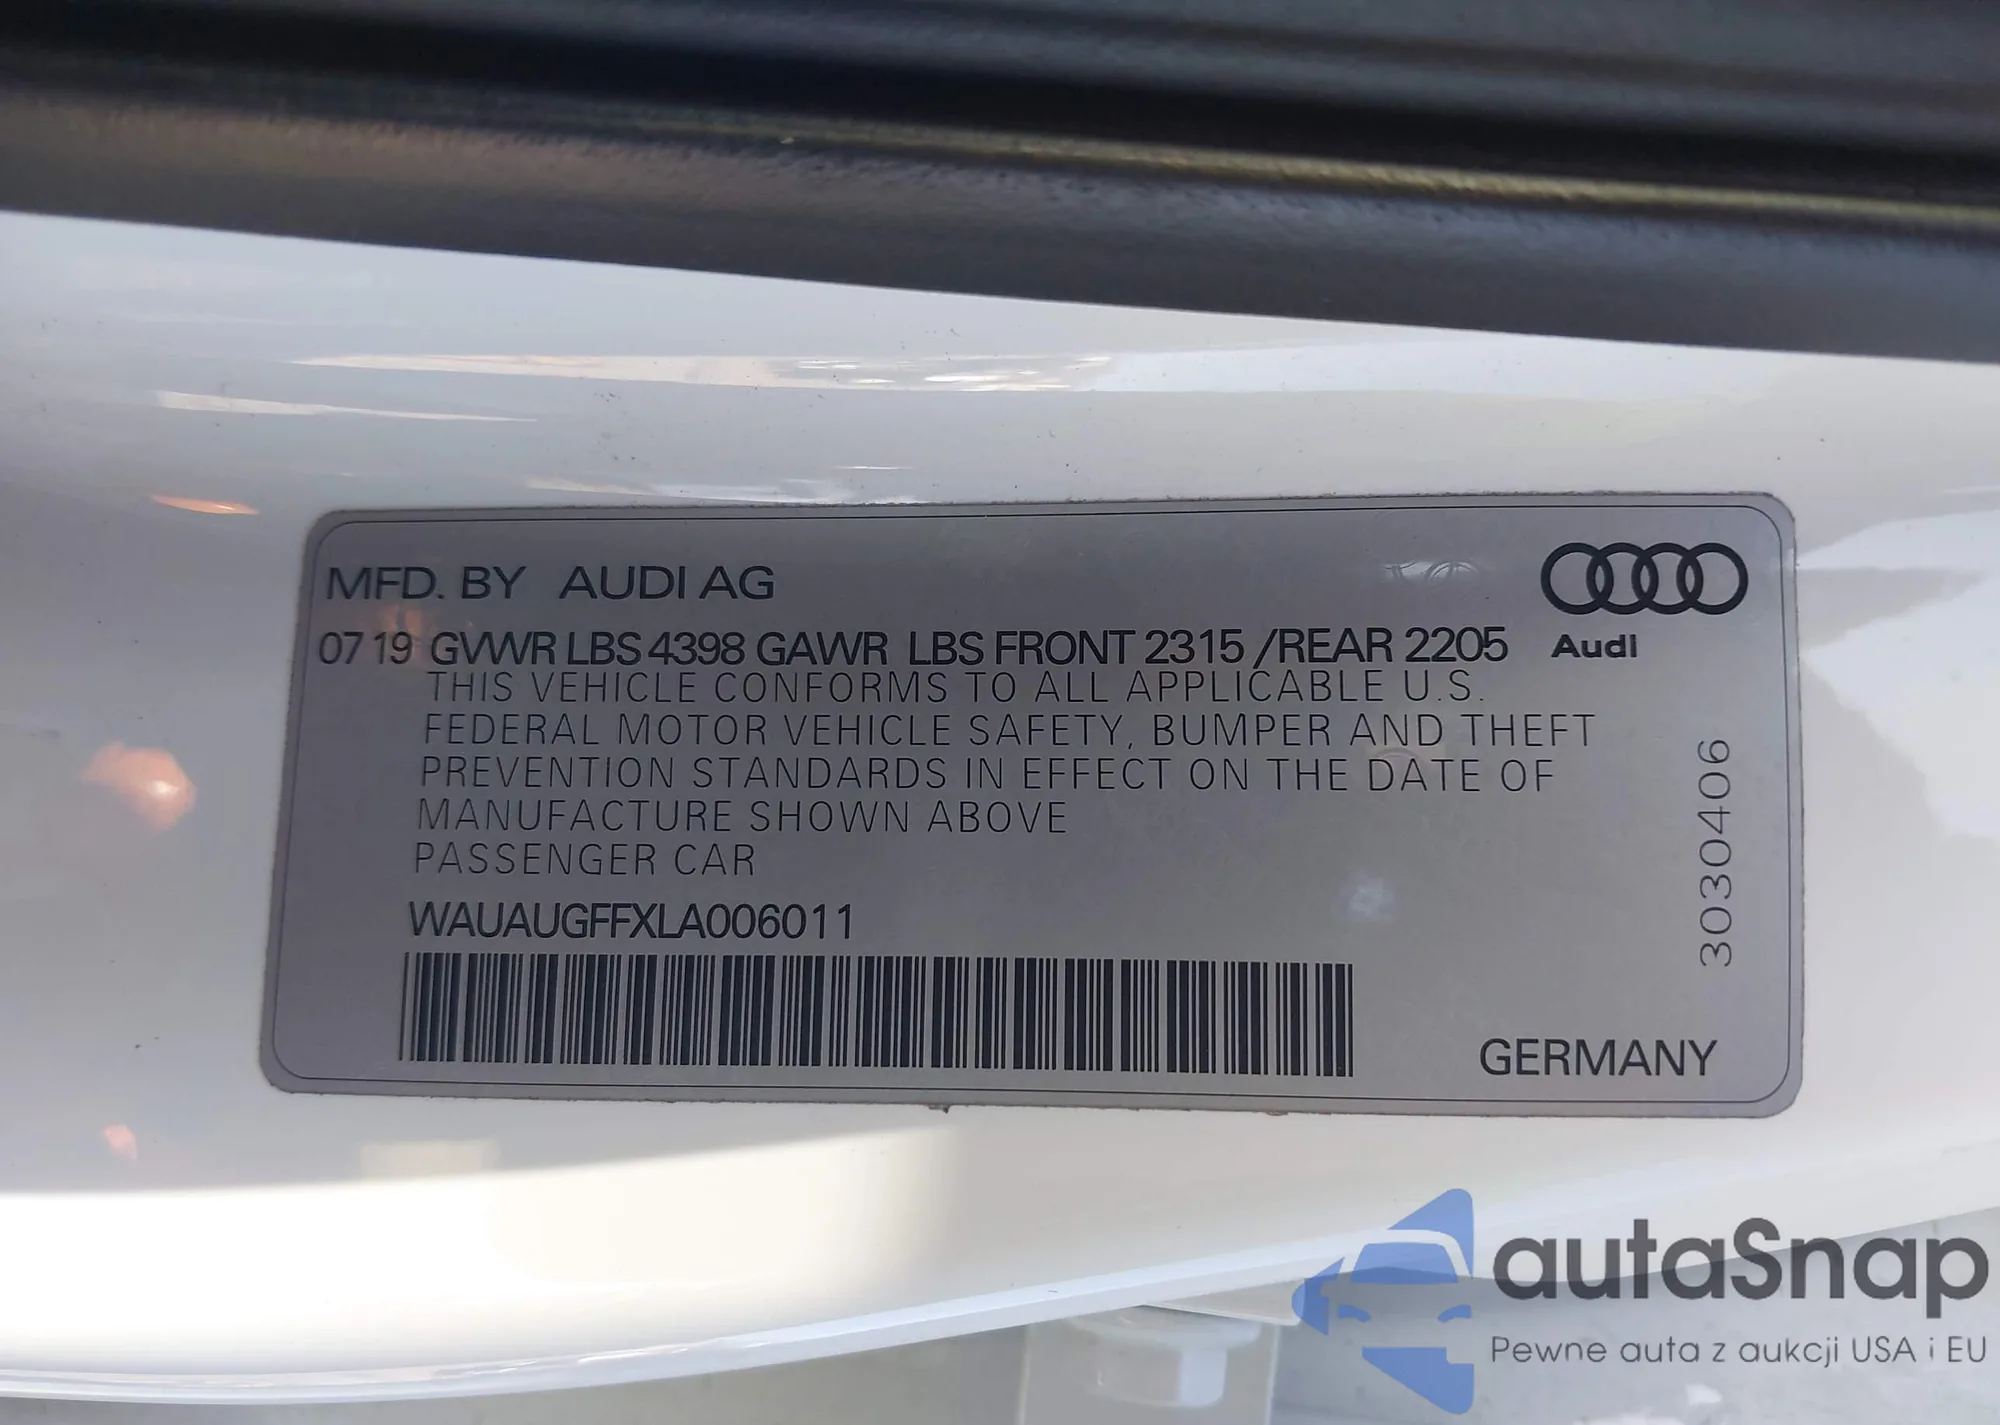 MFD. BY AUDI AG
07 19 GVWR LBS 4398 GAWR LBS FRONT 2315 /REAR 2205
Audi
THIS VEHICLE CONFORMS TO ALL APPLICABLE U.S.
FEDERAL MOTOR VEHICLE SAFETY, BUMPER AND THEFT
PREVENTION STANDARDS IN EFFECT ON THE DATE OF
MANUFACTURE SHOWN ABOVE
PASSENGER CAR
WAUAUGFFXLA006011
3030406
GERMANY
autaSnap
Pewne auta z aukcji USA i EU